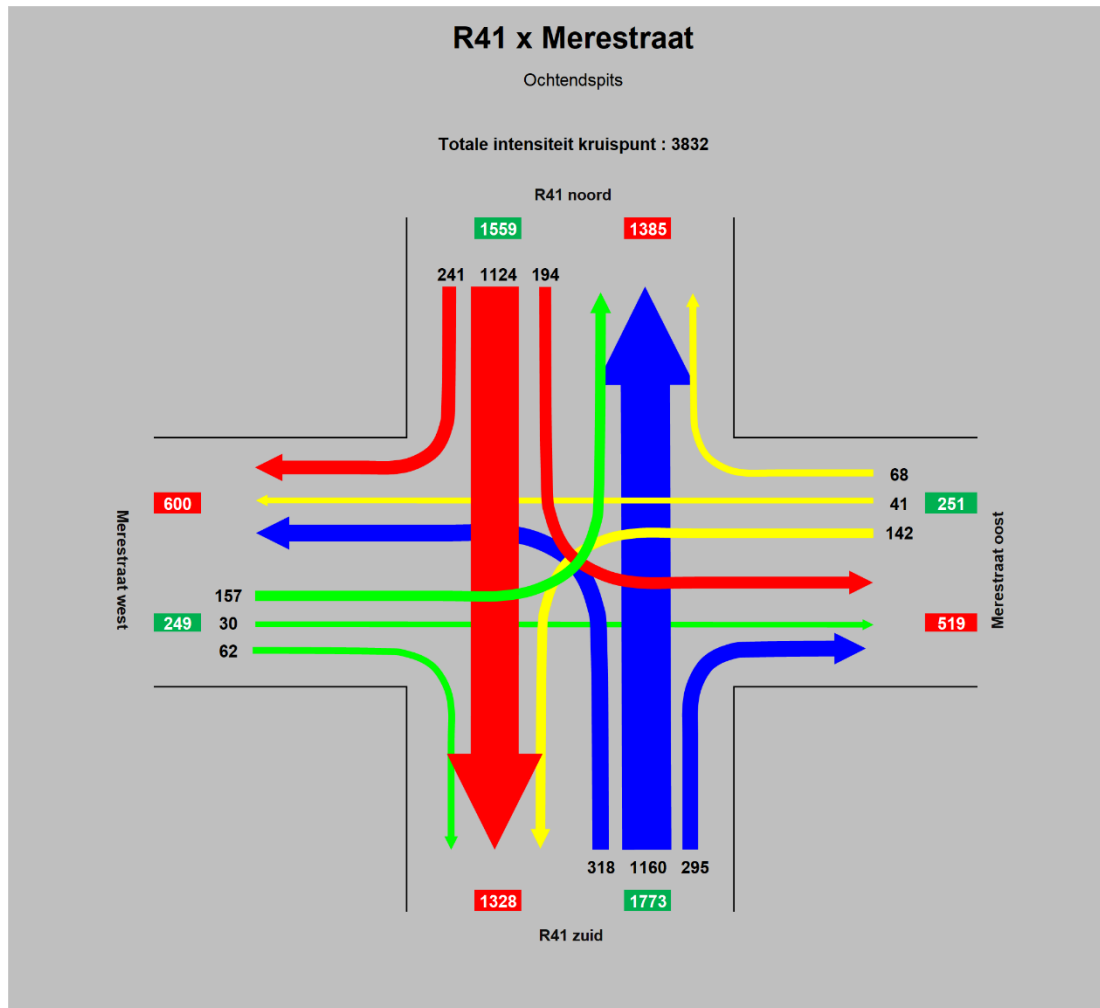 R41 x Merestraat
Ochtendspits
Totale intensiteit kruispunt : 3832
R41 noord
1559 1385
241 1124 194
68
600 41 251
142
Merestraat west
Merestraat oost
157
249 30 519
62
318 1160 295
1328 1773
R41 zuid